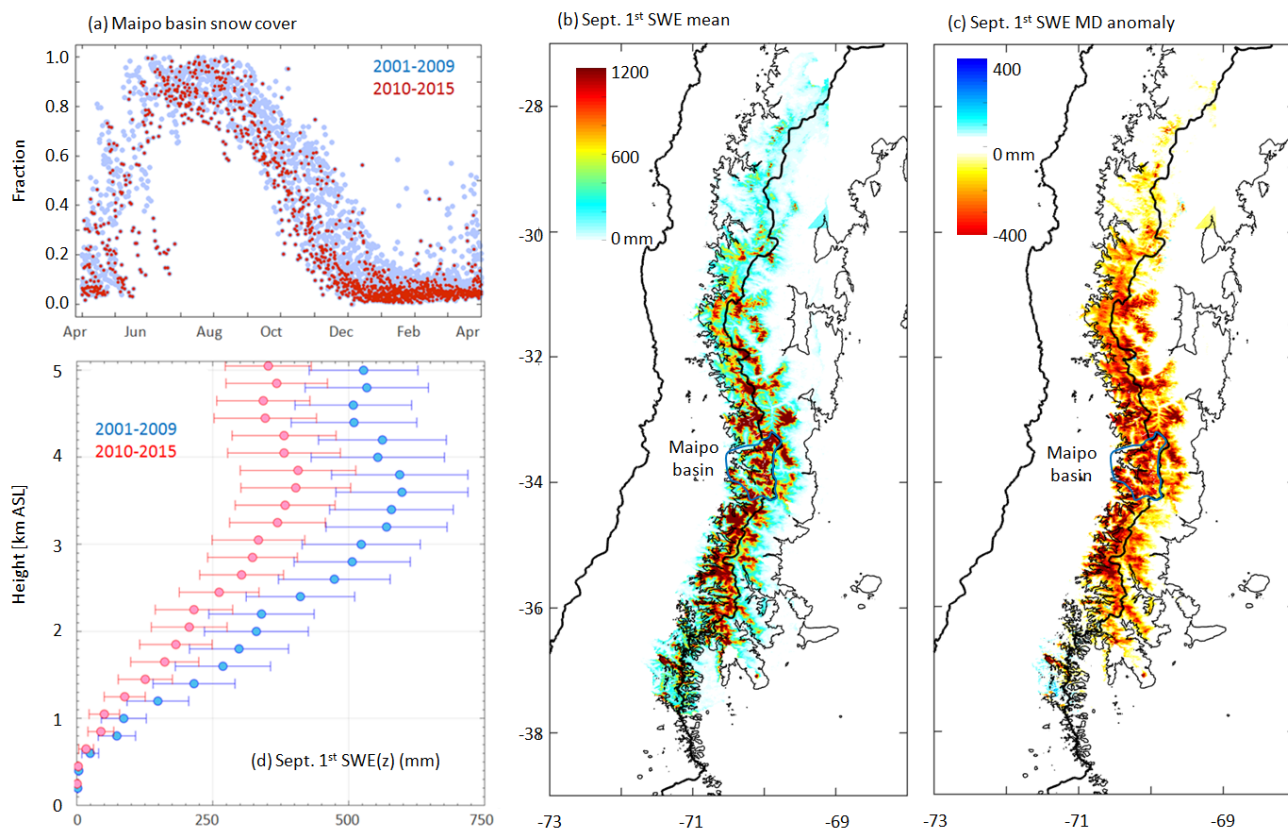 (a) Maipo basin snow cover
1.0
0.8
0.6
0.4
0.2
0.0
Fraction
2001-2009
2010-2015
Apr Jun Aug Oct Dec Feb Apr
5
4
3
2
1
0
Height [km ASL]
2001-2009
2010-2015
(d) Sept. 1st SWE(z) (mm)
0 250 500 750
(b) Sept. 1st SWE mean
1200
600
0 mm
-28
-30
-32
-34
-36
-38
Maipo
basin
-73 -71 -69
(c) Sept. 1st SWE MD anomaly
400
0 mm
-400
Maipo
basin
-73 -71 -69